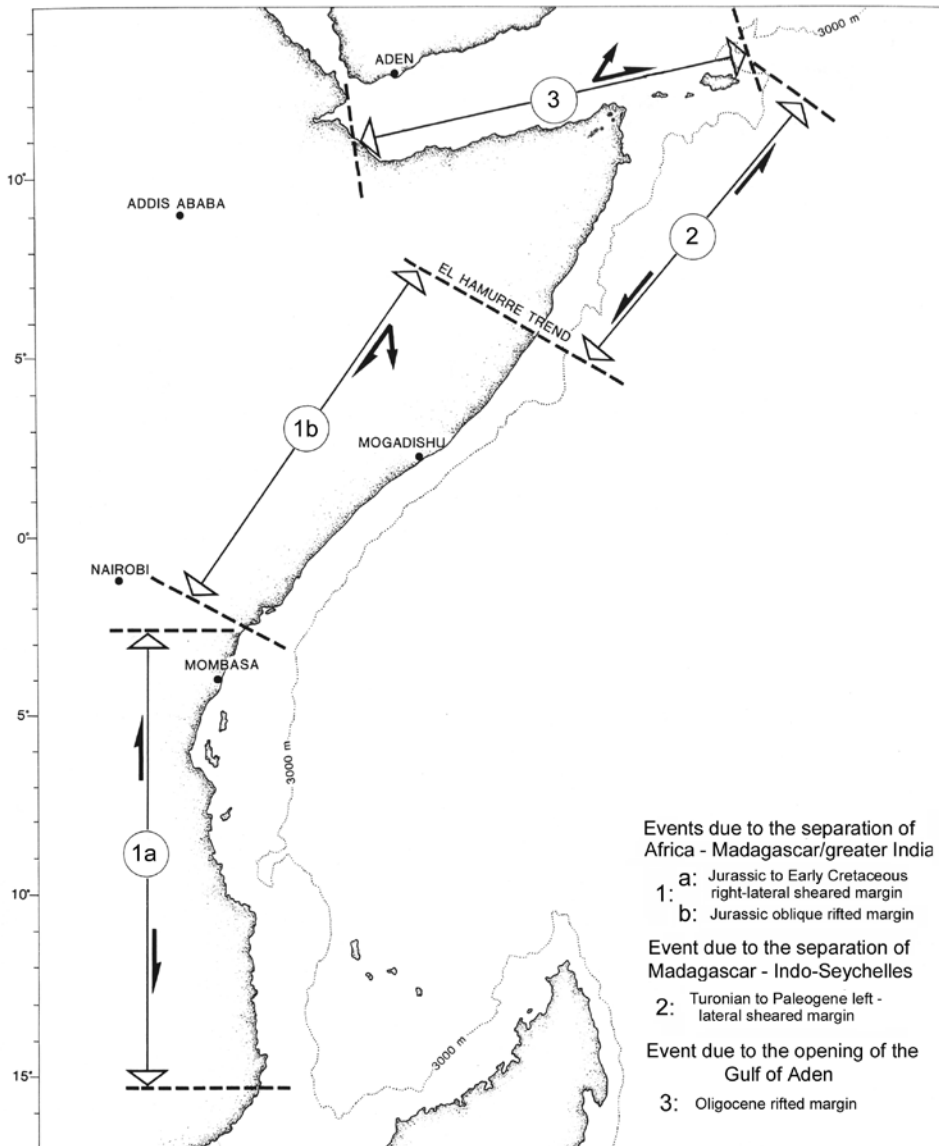 3000 m
ADEN
3
10°
ADDIS ABABA
2
EL HAMURRE TREND
5°
1b
MOGADISHU
0°
NAIROBI
MOMBASA
5°
3000 m
1a
10°
3000 m
15°
Events due to the separation of
Africa - Madagascar/greater India
1:
a: Jurassic to Early Cretaceous
right-lateral sheared margin
b: Jurassic oblique rifted margin
Event due to the separation of
Madagascar - Indo-Seychelles
2: Turonian to Paleogene left -
lateral sheared margin
Event due to the opening of the
Gulf of Aden
3: Oligocene rifted margin